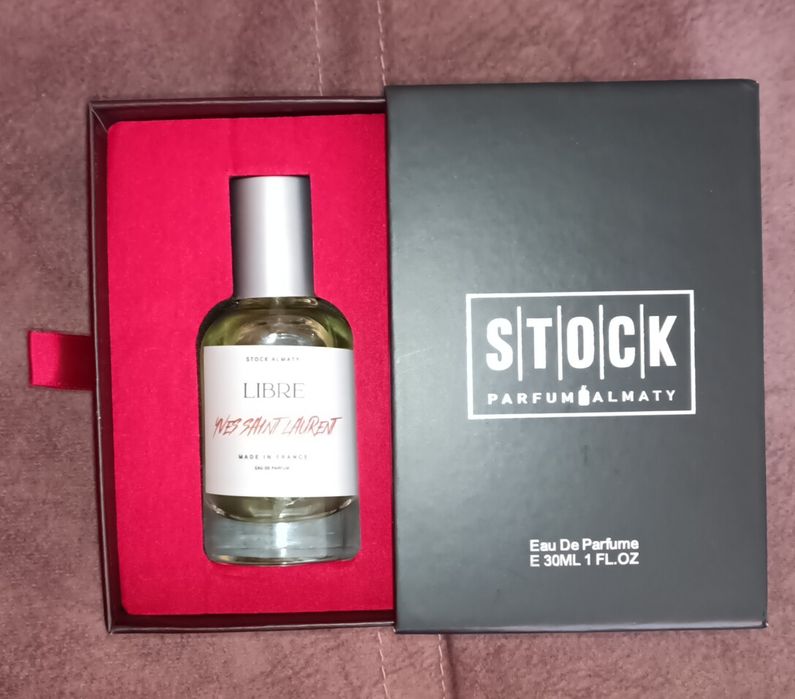 STOCK ALMATY
LIBRE
YVES SAINT LAURENT
MADE IN FRANCE
EAU DE PARFUM
STOCK
PARFUM ALMATY
Eau De Parfume
E 30ML 1 FL.OZ